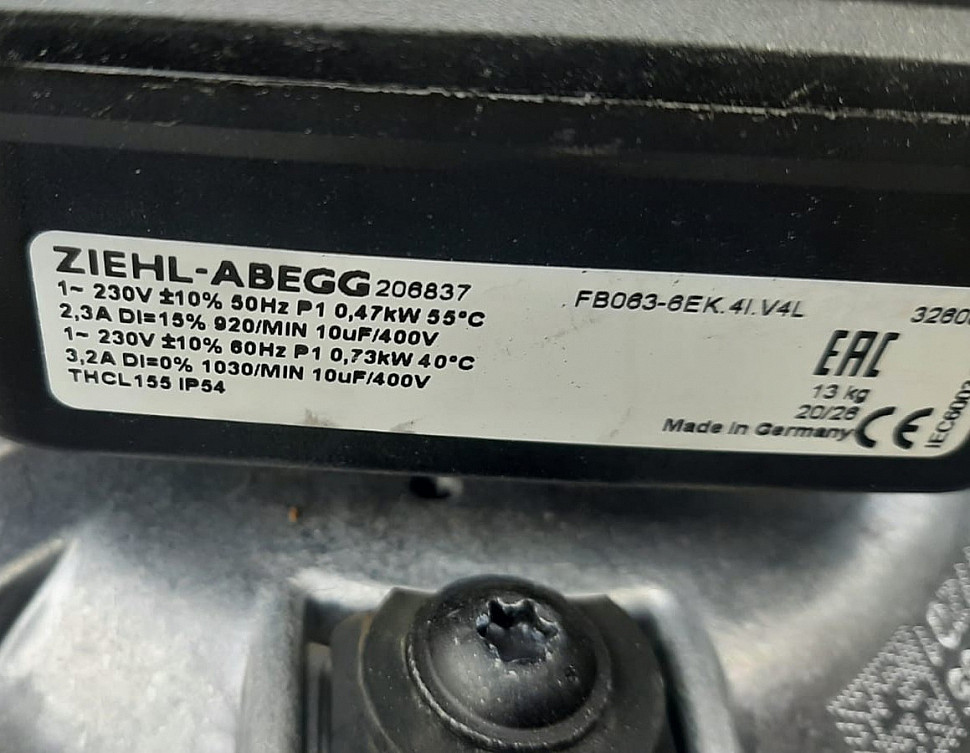 ZIEHL-ABEGG 206837
1~ 230V ±10% 50Hz P1 0,47kW 55°C
2,3A DI=15% 920/MIN 10uF/400V
1~ 230V ±10% 60Hz P1 0,73kW 40°C
3,2A DI=0% 1030/MIN 10uF/400V
THCL155 IP54
FB063-6EK.4I.V4L
EAC
13 kg
20/26
Made in Germany CE